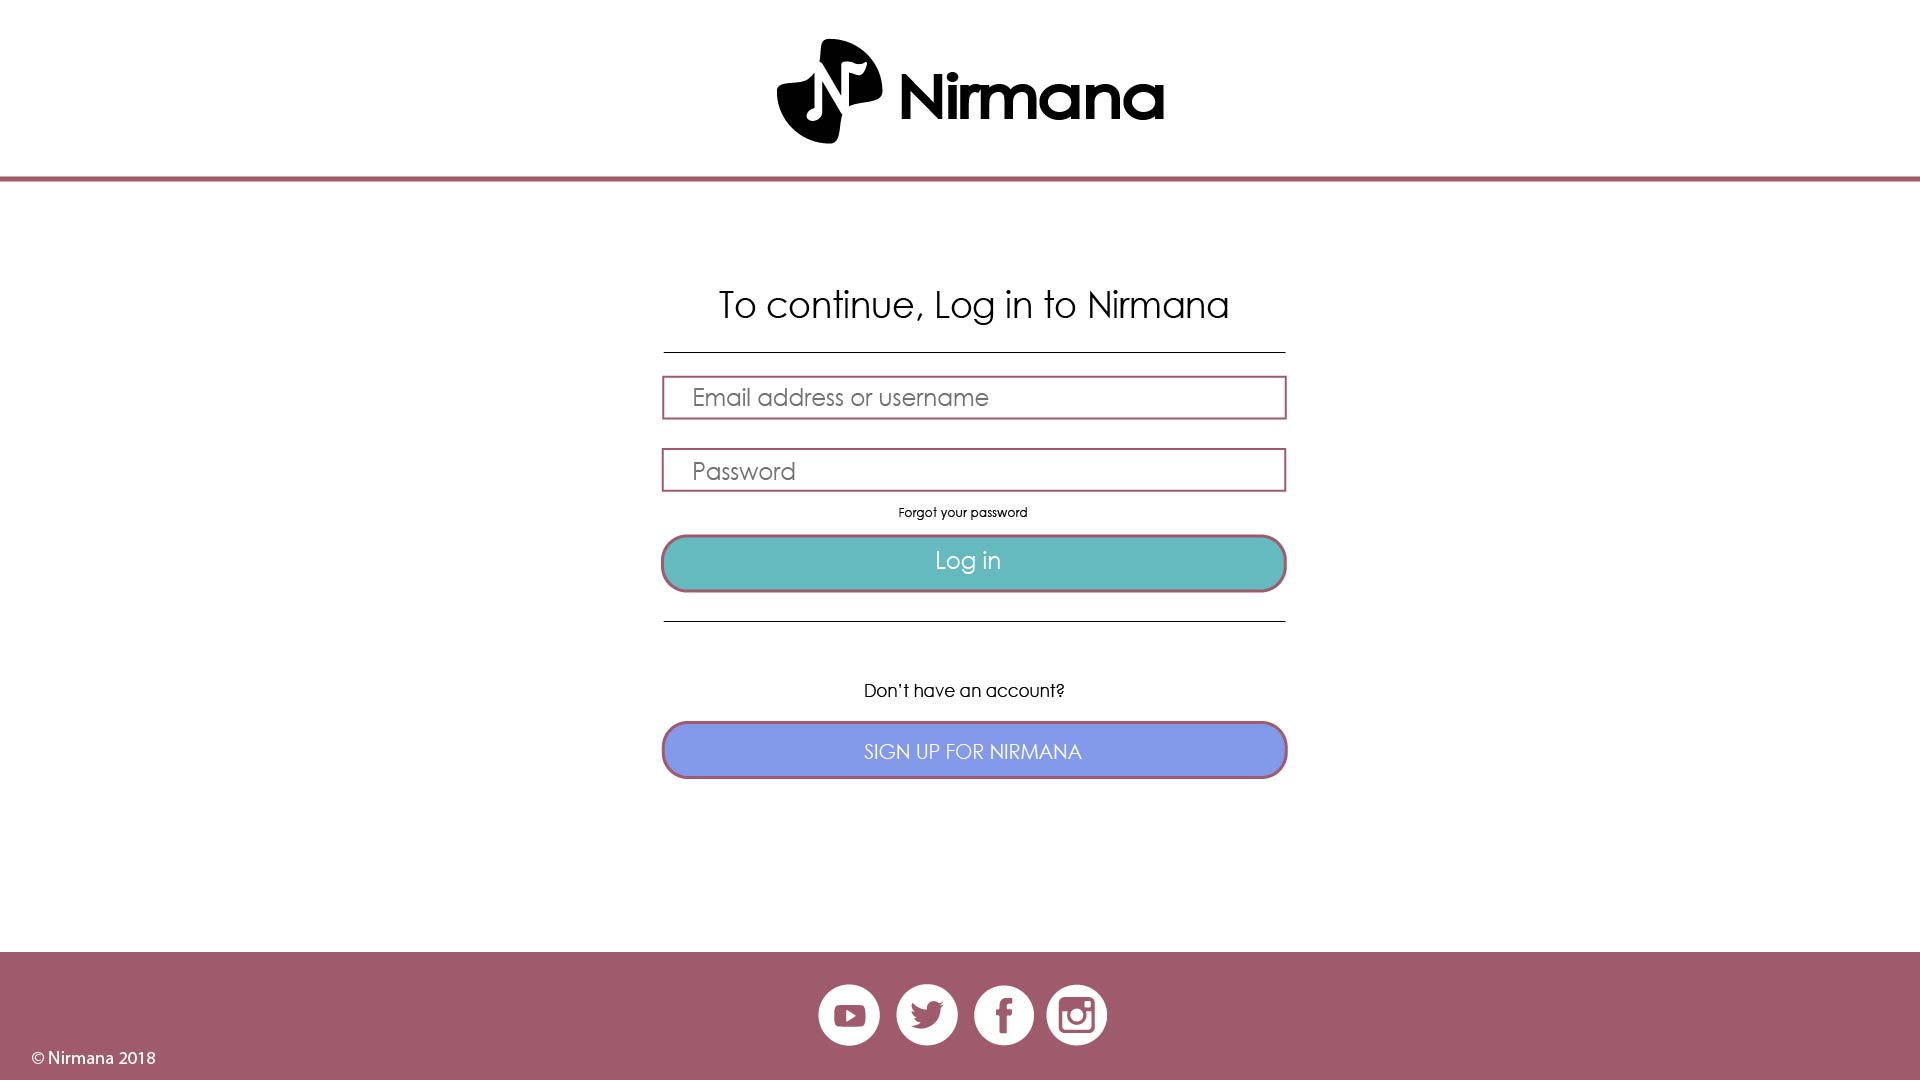 Nirmana
To continue, Log in to Nirmana
Email address or username
Password
Forgot your password
Log in
Don't have an account?
SIGN UP FOR NIRMANA
© Nirmana 2018